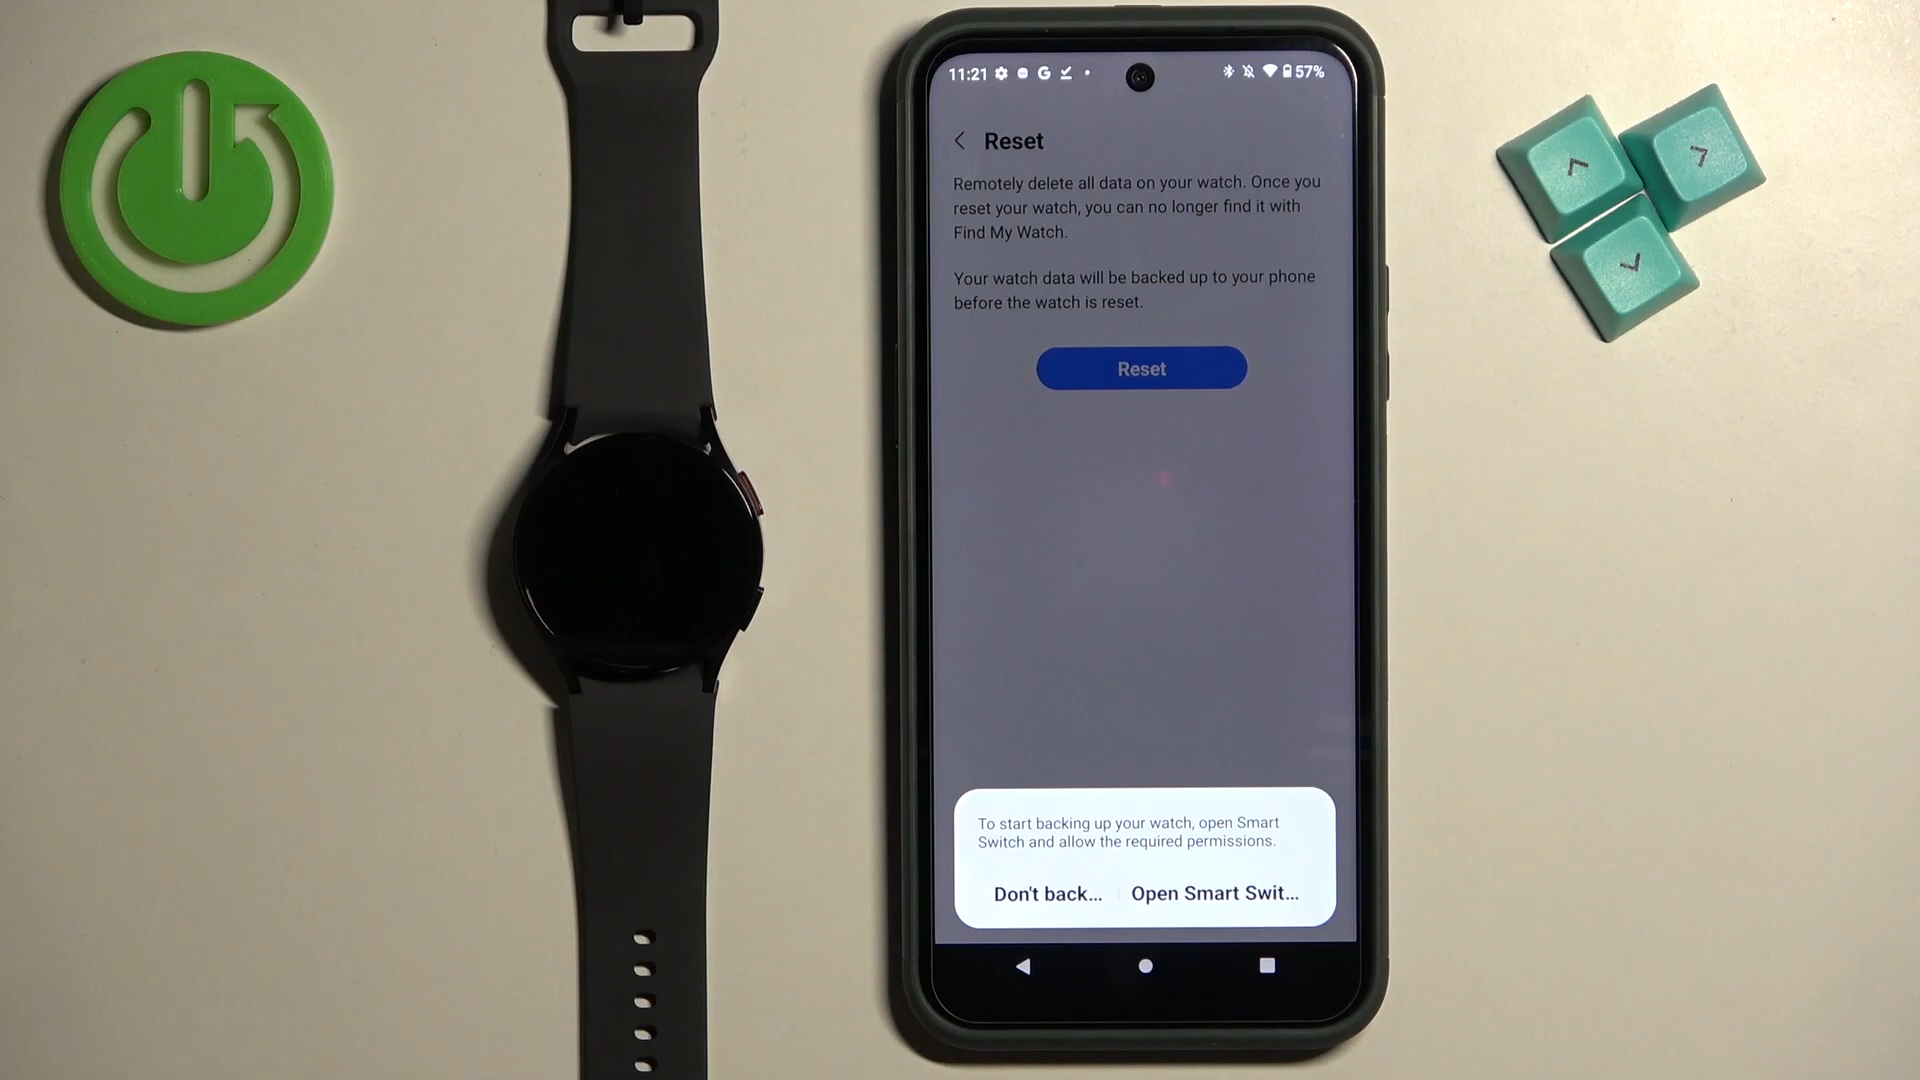 11:21 G 57%
Reset
Remotely delete all data on your watch. Once you
reset your watch, you can no longer find it with
Find My Watch.
Your watch data will be backed up to your phone
before the watch is reset.
Reset
To start backing up your watch, open Smart
Switch and allow the required permissions.
Don't back... Open Smart Swit...